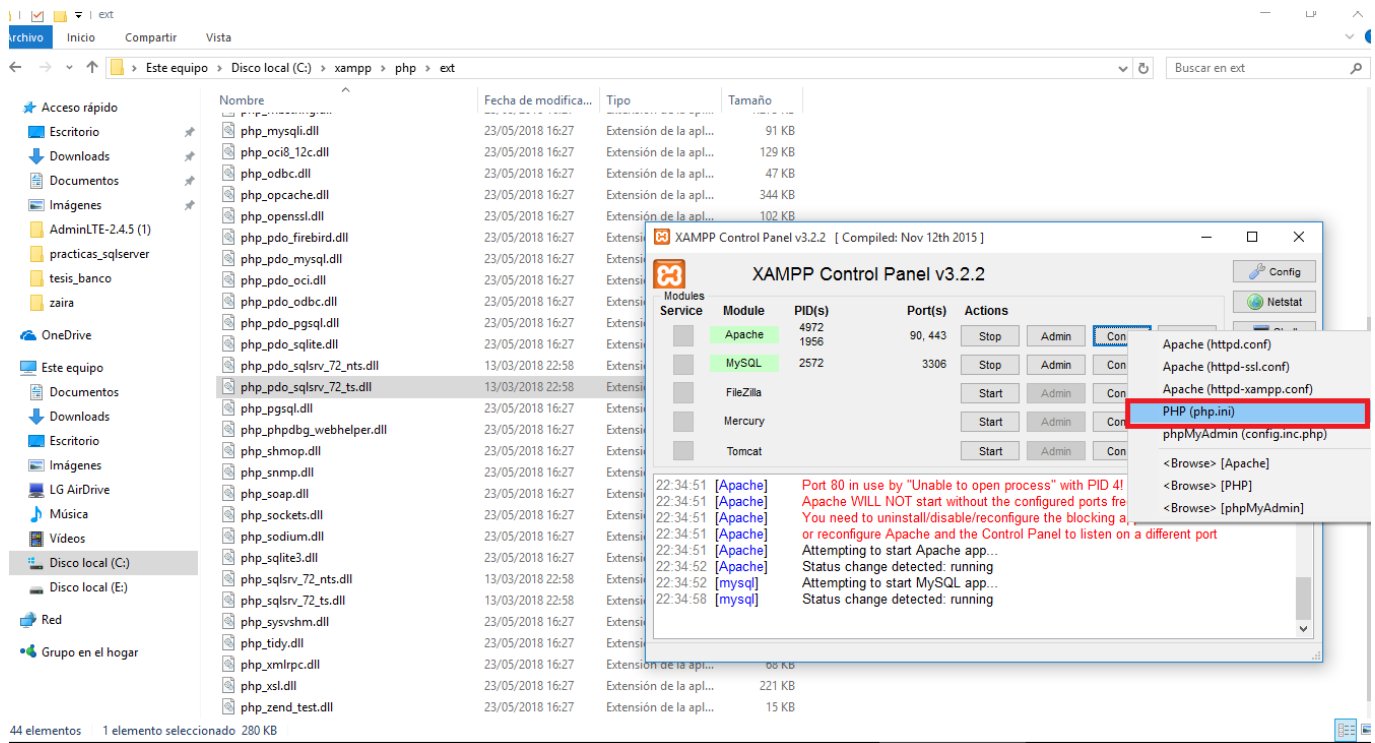 ext
Archivo Inicio Compartir Vista
Este equipo > Disco local (C:) > xampp > php > ext
Buscar en ext
Nombre Fecha de modifica... Tipo Tamaño
Acceso rápido
Escritorio
Downloads
Documentos
Imágenes
AdminLTE-2.4.5 (1)
practicas_sqlserver
tesis_banco
zaira
OneDrive
Este equipo
Documentos
Downloads
Escritorio
Imágenes
LG AirDrive
Música
Vídeos
Disco local (C:)
Disco local (E:)
Red
Grupo en el hogar
php_mysqli.dll 23/05/2018 16:27 Extensión de la apl... 91 KB
php_oci8_12c.dll 23/05/2018 16:27 Extensión de la apl... 129 KB
php_odbc.dll 23/05/2018 16:27 Extensión de la apl... 47 KB
php_opcache.dll 23/05/2018 16:27 Extensión de la apl... 344 KB
php_openssl.dll 23/05/2018 16:27 Extensión de la apl... 102 KB
php_pdo_firebird.dll 23/05/2018 16:27
php_pdo_mysql.dll 23/05/2018 16:27
php_pdo_oci.dll 23/05/2018 16:27
php_pdo_odbc.dll 23/05/2018 16:27
php_pdo_pgsql.dll 23/05/2018 16:27
php_pdo_sqlite.dll 23/05/2018 16:27
php_pdo_sqlsrv_72_nts.dll 13/03/2018 22:58
php_pdo_sqlsrv_72_ts.dll 13/03/2018 22:58
php_pgsql.dll 23/05/2018 16:27
php_phpdbg_webhelper.dll 23/05/2018 16:27
php_shmop.dll 23/05/2018 16:27
php_snmp.dll 23/05/2018 16:27
php_soap.dll 23/05/2018 16:27
php_sockets.dll 23/05/2018 16:27
php_sodium.dll 23/05/2018 16:27
php_sqlite3.dll 23/05/2018 16:27
php_sqlsrv_72_nts.dll 13/03/2018 22:58
php_sqlsrv_72_ts.dll 13/03/2018 22:58
php_sysvshm.dll 23/05/2018 16:27
php_tidy.dll 23/05/2018 16:27
php_xmlrpc.dll 23/05/2018 16:27 Extensión de la apl... 68 KB
php_xsl.dll 23/05/2018 16:27 Extensión de la apl... 221 KB
php_zend_test.dll 23/05/2018 16:27 Extensión de la apl... 15 KB
44 elementos 1 elemento seleccionado 280 KB
XAMPP Control Panel v3.2.2 [ Compiled: Nov 12th 2015 ]
XAMPP Control Panel v3.2.2
Config
Netstat
Modules
Service Module PID(s) Port(s) Actions
Apache 4972 1956 90, 443 Stop Admin
MySQL 2572 3306 Stop Admin
FileZilla Start Admin
Mercury Start Admin
Tomcat Start Admin
Apache (httpd.conf)
Apache (httpd-ssl.conf)
Apache (httpd-xampp.conf)
PHP (php.ini)
phpMyAdmin (config.inc.php)
<Browse> [Apache]
<Browse> [PHP]
<Browse> [phpMyAdmin]
22:34:51 [Apache] Port 80 in use by "Unable to open process" with PID 4!
22:34:51 [Apache] Apache WILL NOT start without the configured ports
22:34:51 [Apache] You need to uninstall/disable/reconfigure the blocking
22:34:51 [Apache] or reconfigure Apache and the Control Panel to listen on a different port
22:34:51 [Apache] Attempting to start Apache app...
22:34:52 [Apache] Status change detected: running
22:34:52 [mysql] Attempting to start MySQL app...
22:34:58 [mysql] Status change detected: running